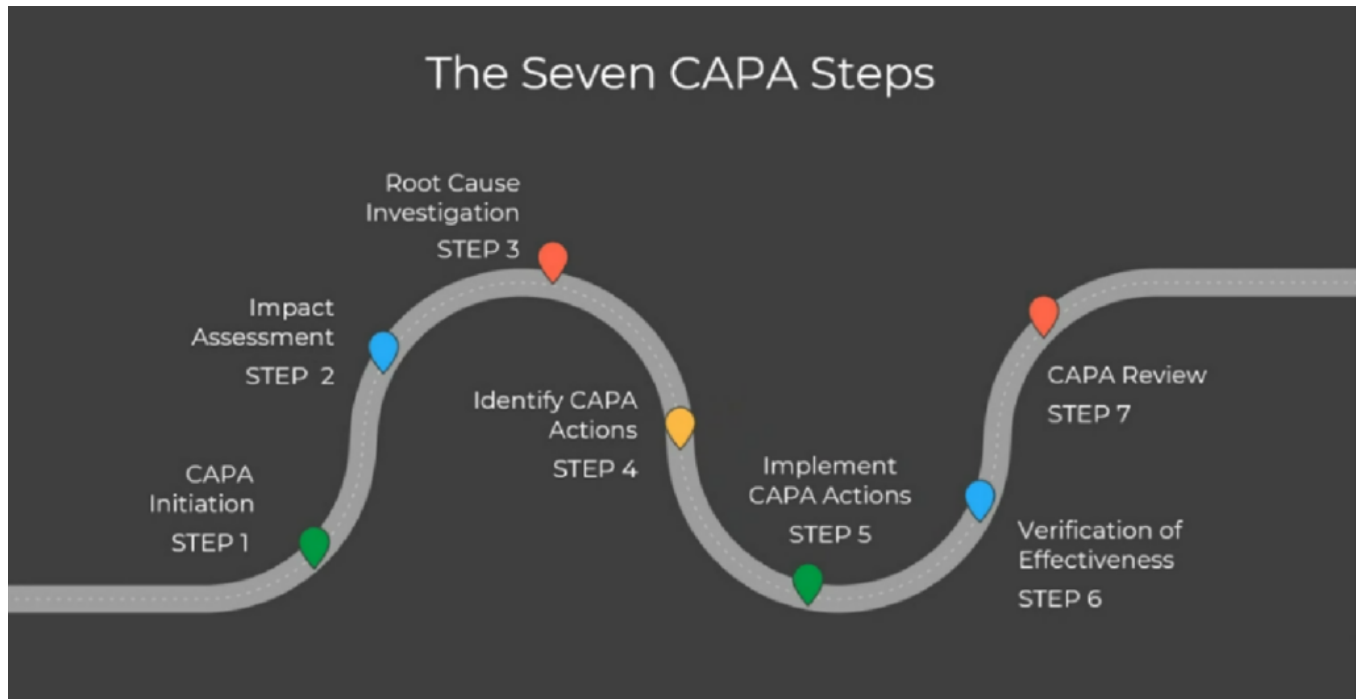 The Seven CAPA Steps
CAPA
Initiation
STEP 1
Impact
Assessment
STEP 2
Root Cause
Investigation
STEP 3
Identify CAPA
Actions
STEP 4
Implement
CAPA Actions
STEP 5
Verification of
Effectiveness
STEP 6
CAPA Review
STEP 7